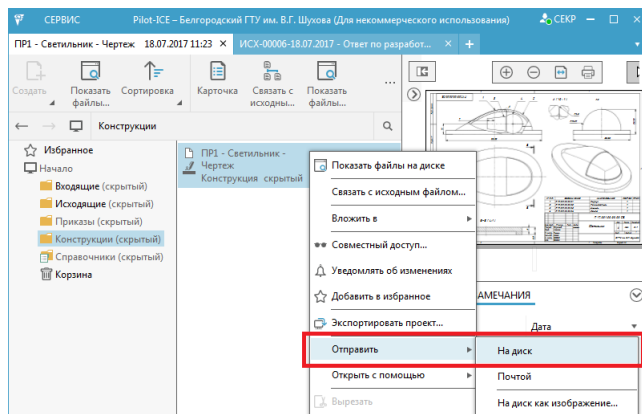 СЕРВИС
Pilot-ICE – Белгородский ГТУ им. В.Г. Шухова (Для некоммерческого использования)
СЕКР
ПР1 - Светильник - Чертеж 18.07.2017 11:23
ИСХ-00006-18.07.2017 - Ответ по разработ...
Создать
Показать файлы...
Сортировка
Карточка
Связать с исходны...
Показать файлы...
...
Конструкции
Избранное
Начало
Входящие (скрытый)
Исходящие (скрытый)
Приказы (скрытый)
Конструкции (скрытый)
Справочники (скрытый)
Корзина
ПР1 - Светильник -
Чертеж
Конструкция скрытый
Показать файлы на диске
Связать с исходным файлом...
Вложить в
Совместный доступ...
Уведомлять об изменениях
Добавить в избранное
Экспортировать проект...
Отправить
Открыть с помощью
Вырезать
АМЕЧАНИЯ
Дата
На диск
Почтой
На диск как изображение...